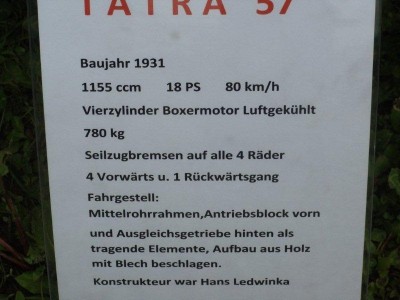 TATRA 57
Baujahr 1931
1155 ccm 18 PS 80 km/h
Vierzylinder Boxermotor Luftgekühlt
780 kg
Seilzugbremsen auf alle 4 Räder
4 Vorwärts u. 1 Rückwärtsgang
Fahrgestell:
Mittelrohrrahmen,Antriebsblock vorn
und Ausgleichsgetriebe hinten als
tragende Elemente, Aufbau aus Holz
mit Blech beschlagen.
Konstrukteur war Hans Ledwinka